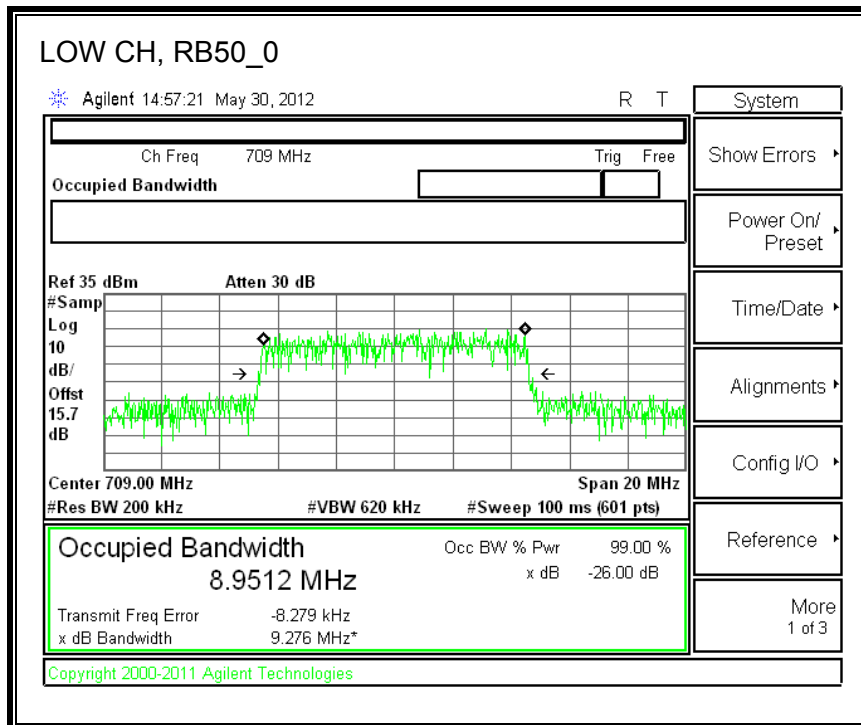 LOW CH, RB50_0
Agilent 14:57:21 May 30, 2012 R T
System
Ch Freq 709 MHz Trig Free
Occupied Bandwidth
Show Errors
Power On/
Preset
Time/Date
Alignments
Config I/O
Reference
More
1 of 3
Ref 35 dBm Atten 30 dB
#Samp
Log
10
dB/
Offst
15.7
dB
Center 709.00 MHz Span 20 MHz
#Res BW 200 kHz #VBW 620 kHz #Sweep 100 ms (601 pts)
Occupied Bandwidth
8.9512 MHz
Occ BW % Pwr 99.00 %
x dB -26.00 dB
Transmit Freq Error -8.279 kHz
x dB Bandwidth 9.276 MHz*
Copyright 2000-2011 Agilent Technologies